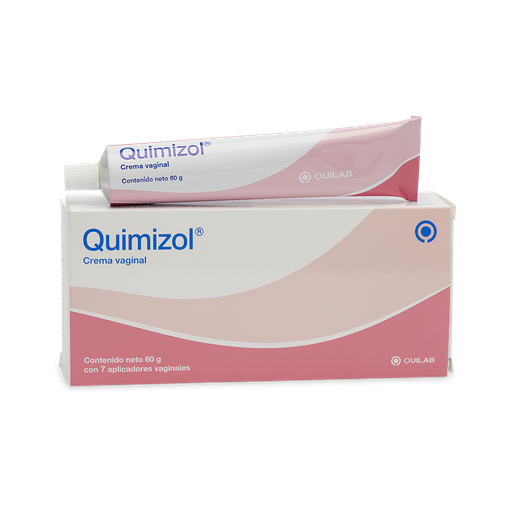 Quimizol®
Crema vaginal
Contenido neto 60 g
QUILAB
Quimizol®
Crema vaginal
Contenido neto 60 g
con 7 aplicadores vaginales
QUILAB